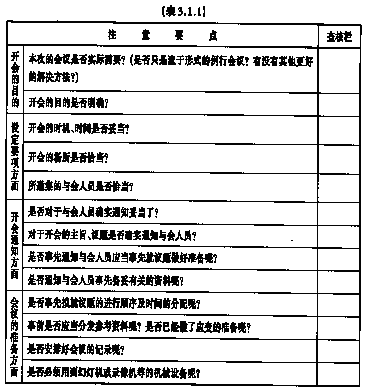 (表3.1.1)
注 意 要 点
查核栏
开会的目的
本次的会议是否实际需要?(是否只是流于形式的例行会议?有没有其他更好
的解决方法?)
开会的目的是否明确?
设定要项方面
开会的时机、时间是否妥当?
开会的场所是否恰当?
所邀集的与会人员是否恰当?
开会通知方面
是否对于与会人员确实通知妥当了?
对于开会的主旨、议题是否确实通知与会人员?
是否事先通知与会人员应当事先就议题做好准备呢?
是否通知与会人员事先备妥有关的资料呢?
会议的准备方面
是否事先拟就议题的进行顺序及时间的分配呢?
事前是否应当分发参考资料呢?是否已能做了应变的准备呢?
是否安排好会议的记录呢?
是否必须用到幻灯机或录像机等的机械设备呢?